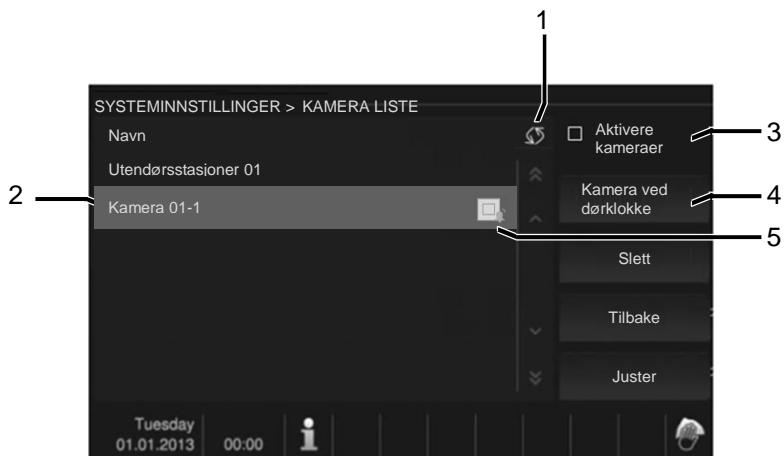 1
SYSTEMINNSTILLINGER > KAMERA LISTE
Navn
Aktivere
kameraer
3
Utendørsstasjoner 01
2
Kamera 01-1
Kamera ved
dørklokke
4
5
Slett
Tilbake
Juster
Tuesday
01.01.2013
00:00
i